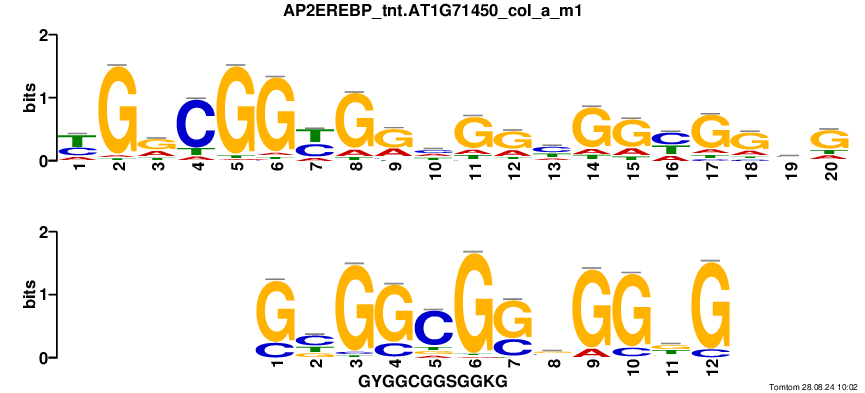 AP2EREBP_tnt.AT1G71450_col_a_m1
2
1
0
bits
1 2 3 4 5 6 7 8 9 10 11 12 13 14 15 16 17 18 19 20
2
1
0
bits
1 2 3 4 5 6 7 8 9 10 11 12
GYGGCGGSGGKG
Tomtom 28.08.24 10:02